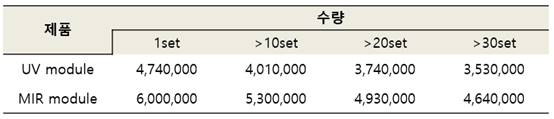 제품 수량
1set >10set >20set >30set
UV module 4,740,000 4,010,000 3,740,000 3,530,000
MIR module 6,000,000 5,300,000 4,930,000 4,640,000